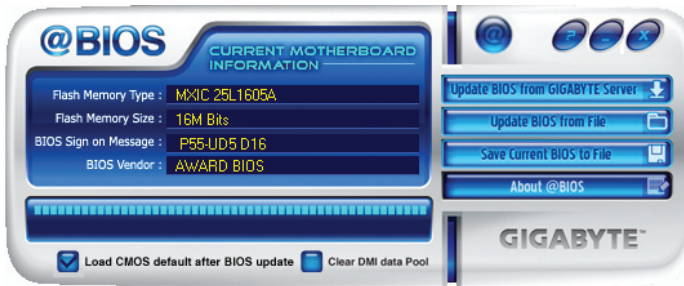 @BIOS
CURRENT MOTHERBOARD
INFORMATION
Flash Memory Type : MXIC 25L1605A
Flash Memory Size : 16M Bits
BIOS Sign on Message : P55-UD5 D16
BIOS Vendor : AWARD BIOS
Load CMOS default after BIOS update
Clear DMI data Pool
@
? _ X
Update BIOS from GIGABYTE Server
Update BIOS from File
Save Current BIOS to File
About @BIOS
GIGABYTE™